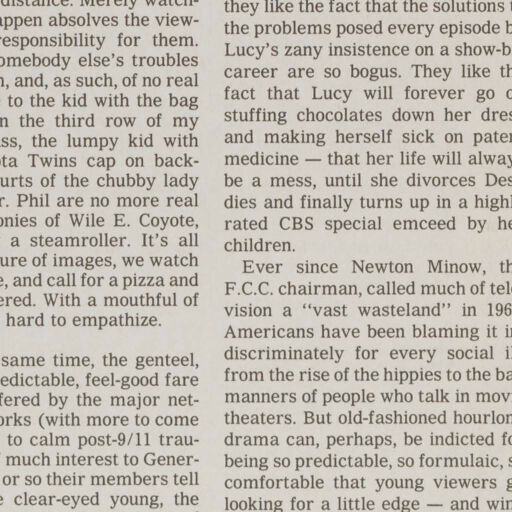 distance. Merely watch-
appen absolves the view-
responsibility for them.
omebody else's troubles
, and, as such, of no real
to the kid with the bag
n the third row of my
ss, the lumpy kid with
ta Twins cap on back-
urts of the chubby lady
r. Phil are no more real
onies of Wile E. Coyote,
a steamroller. It's all
ure of images, we watch
e, and call for a pizza and
ered. With a mouthful of
hard to empathize.
same time, the genteel,
edictable, feel-good fare
fered by the major net-
orks (with more to come
to calm post-9/11 trau-
much interest to Gener-
or so their members tell
e clear-eyed young, the
they like the fact that the solutions t
the problems posed every episode b
Lucy's zany insistence on a show-b
career are so bogus. They like th
fact that Lucy will forever go o
stuffing chocolates down her dres
and making herself sick on paten
medicine — that her life will alway
be a mess, until she divorces Des
dies and finally turns up in a highl
rated CBS special emceed by he
children.
Ever since Newton Minow, th
F.C.C. chairman, called much of tele
vision a "vast wasteland" in 196
Americans have been blaming it in
discriminately for every social il
from the rise of the hippies to the ba
manners of people who talk in movi
theaters. But old-fashioned hourlon
drama can, perhaps, be indicted fo
being so predictable, so formulaic, s
comfortable that young viewers g
looking for a little edge — and win